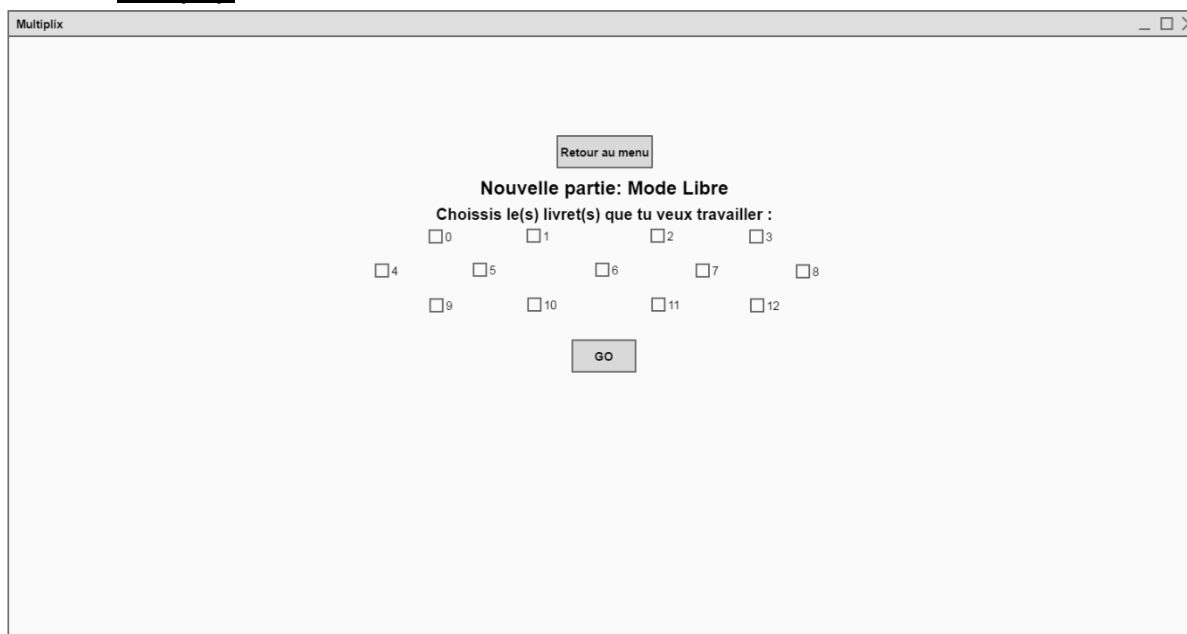 Multiplix
Retour au menu
Nouvelle partie: Mode Libre
Choissis le(s) livret(s) que tu veux travailler :
0 1 2 3
4 5 6 7 8
9 10 11 12
GO